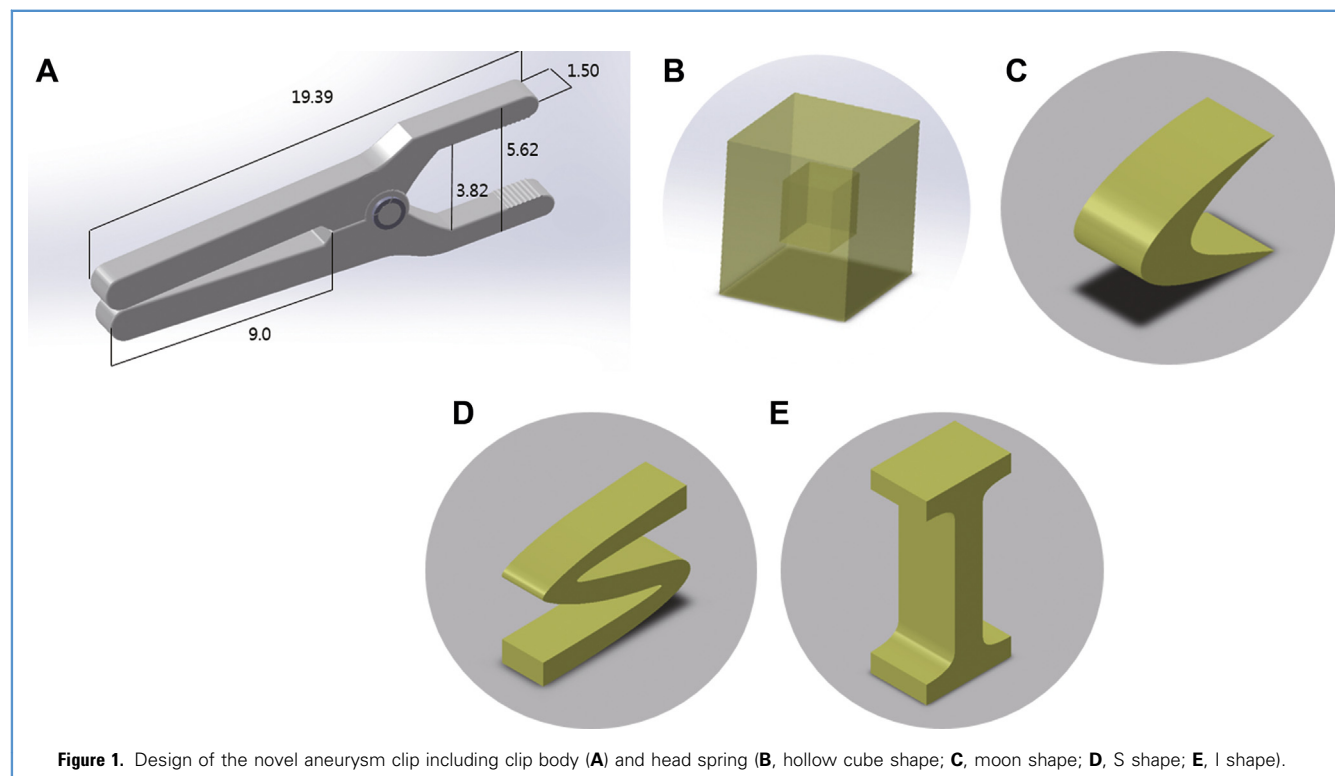 A
19.39
1.50
5.62
3.82
9.0
B
C
D
E
Figure 1. Design of the novel aneurysm clip including clip body (A) and head spring (B, hollow cube shape; C, moon shape; D, S shape; E, I shape).